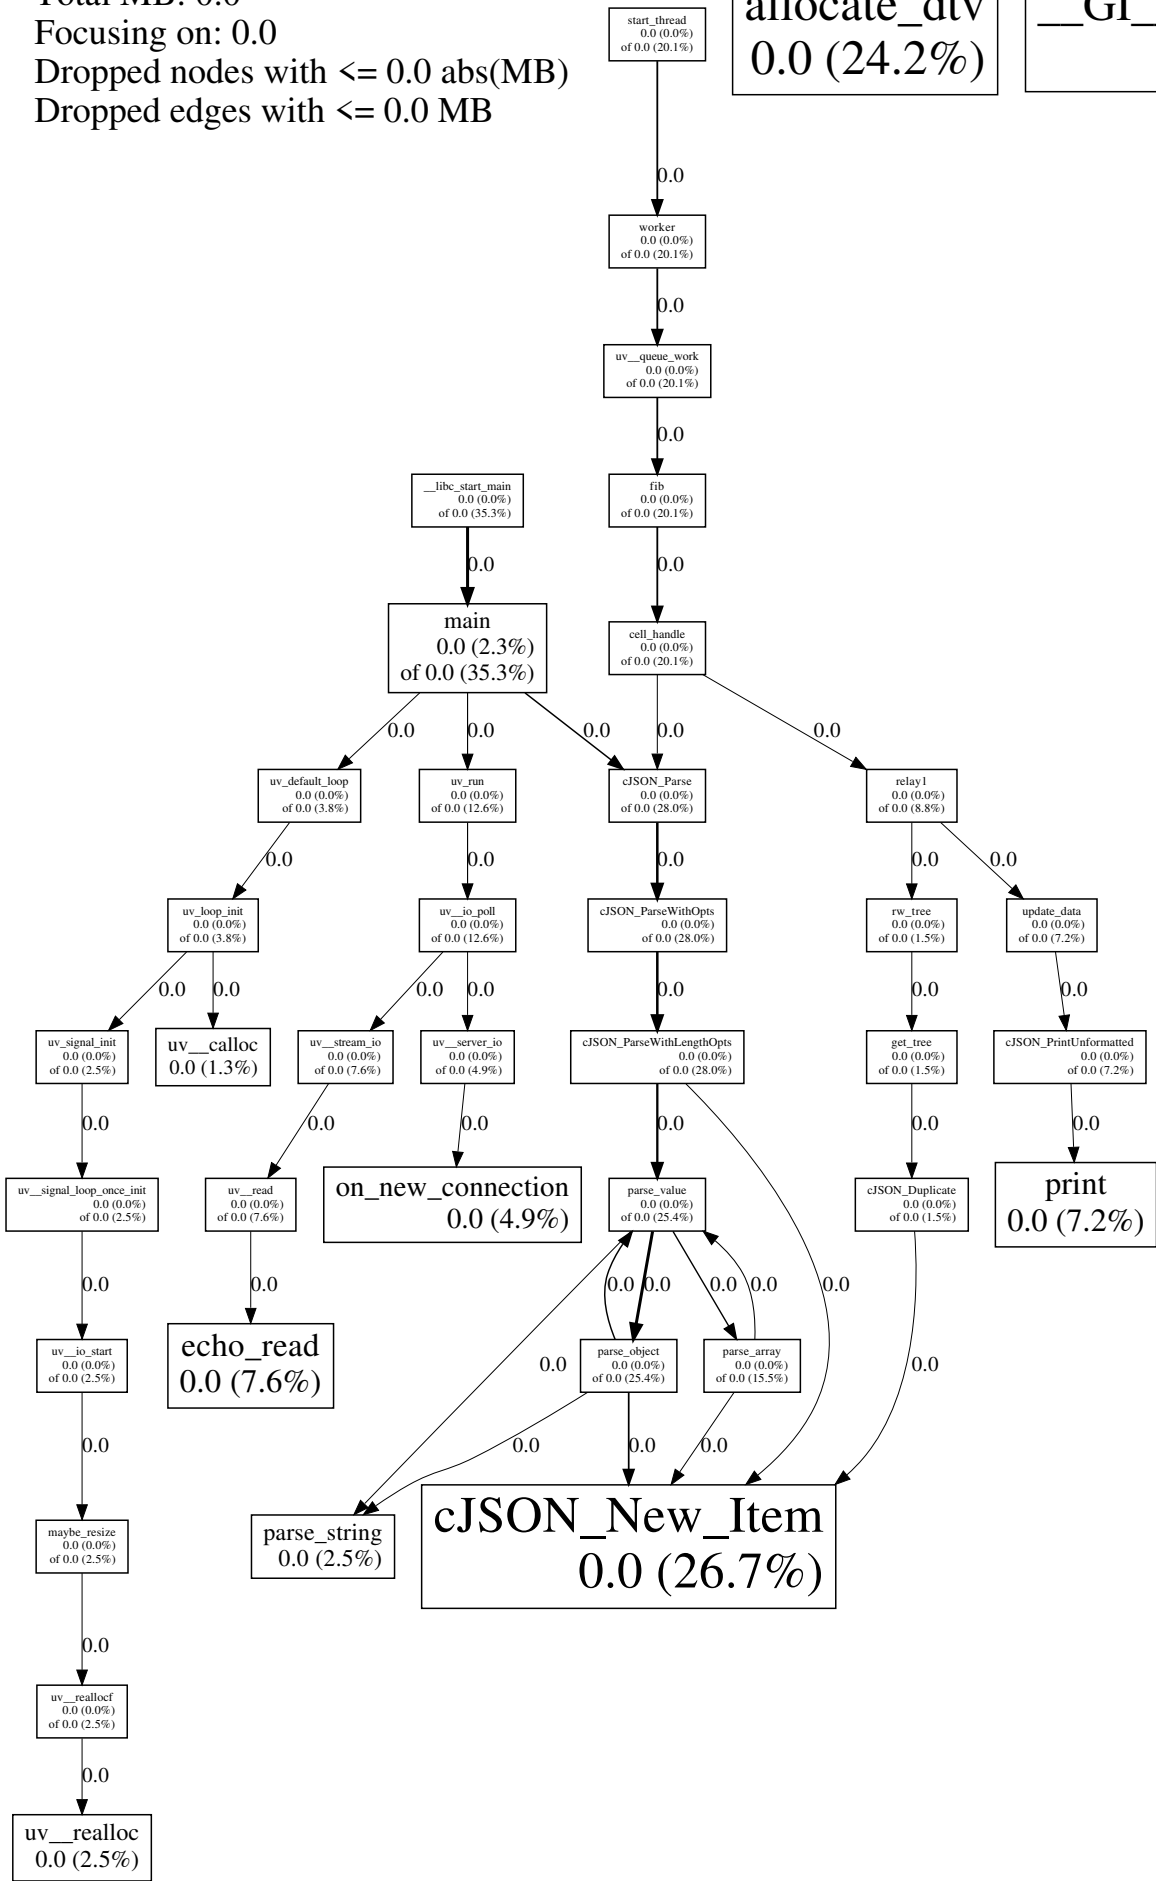 Total MB: 0.0
Focusing on: 0.0
Dropped nodes with <= 0.0 abs(MB)
Dropped edges with <= 0.0 MB
allocate_dtv
0.0 (24.2%)
__GI_
start_thread
0.0 (0.0%)
of 0.0 (20.1%)
0.0
worker
0.0 (0.0%)
of 0.0 (20.1%)
0.0
uv__queue_work
0.0 (0.0%)
of 0.0 (20.1%)
0.0
__libc_start_main
0.0 (0.0%)
of 0.0 (35.3%)
fib
0.0 (0.0%)
of 0.0 (20.1%)
0.0
0.0
main
0.0 (2.3%)
of 0.0 (35.3%)
cell_handle
0.0 (0.0%)
of 0.0 (20.1%)
0.0
0.0
0.0
0.0
0.0
uv_default_loop
0.0 (0.0%)
of 0.0 (3.8%)
uv_run
0.0 (0.0%)
of 0.0 (12.6%)
cJSON_Parse
0.0 (0.0%)
of 0.0 (28.0%)
relay1
0.0 (0.0%)
of 0.0 (8.8%)
0.0
0.0
0.0
0.0
0.0
uv_loop_init
0.0 (0.0%)
of 0.0 (3.8%)
uv__io_poll
0.0 (0.0%)
of 0.0 (12.6%)
cJSON_ParseWithOpts
0.0 (0.0%)
of 0.0 (28.0%)
rw_tree
0.0 (0.0%)
of 0.0 (1.5%)
update_data
0.0 (0.0%)
of 0.0 (7.2%)
0.0
0.0
0.0
0.0
0.0
0.0
0.0
uv_signal_init
0.0 (0.0%)
of 0.0 (2.5%)
uv__calloc
0.0 (1.3%)
uv__stream_io
0.0 (0.0%)
of 0.0 (7.6%)
uv__server_io
0.0 (0.0%)
of 0.0 (4.9%)
cJSON_ParseWithLengthOpts
0.0 (0.0%)
of 0.0 (28.0%)
get_tree
0.0 (0.0%)
of 0.0 (1.5%)
cJSON_PrintUnformatted
0.0 (0.0%)
of 0.0 (7.2%)
0.0
0.0
0.0
0.0
0.0
0.0
uv__signal_loop_once_init
0.0 (0.0%)
of 0.0 (2.5%)
uv__read
0.0 (0.0%)
of 0.0 (7.6%)
on_new_connection
0.0 (4.9%)
parse_value
0.0 (0.0%)
of 0.0 (25.4%)
cJSON_Duplicate
0.0 (0.0%)
of 0.0 (1.5%)
print
0.0 (7.2%)
0.0
0.0
0.0
0.0
0.0
0.0
0.0
uv__io_start
0.0 (0.0%)
of 0.0 (2.5%)
echo_read
0.0 (7.6%)
0.0
parse_object
0.0 (0.0%)
of 0.0 (25.4%)
parse_array
0.0 (0.0%)
of 0.0 (15.5%)
0.0
0.0
0.0
0.0
0.0
maybe_resize
0.0 (0.0%)
of 0.0 (2.5%)
parse_string
0.0 (2.5%)
cJSON_New_Item
0.0 (26.7%)
0.0
uv__reallocf
0.0 (0.0%)
of 0.0 (2.5%)
0.0
uv__realloc
0.0 (2.5%)